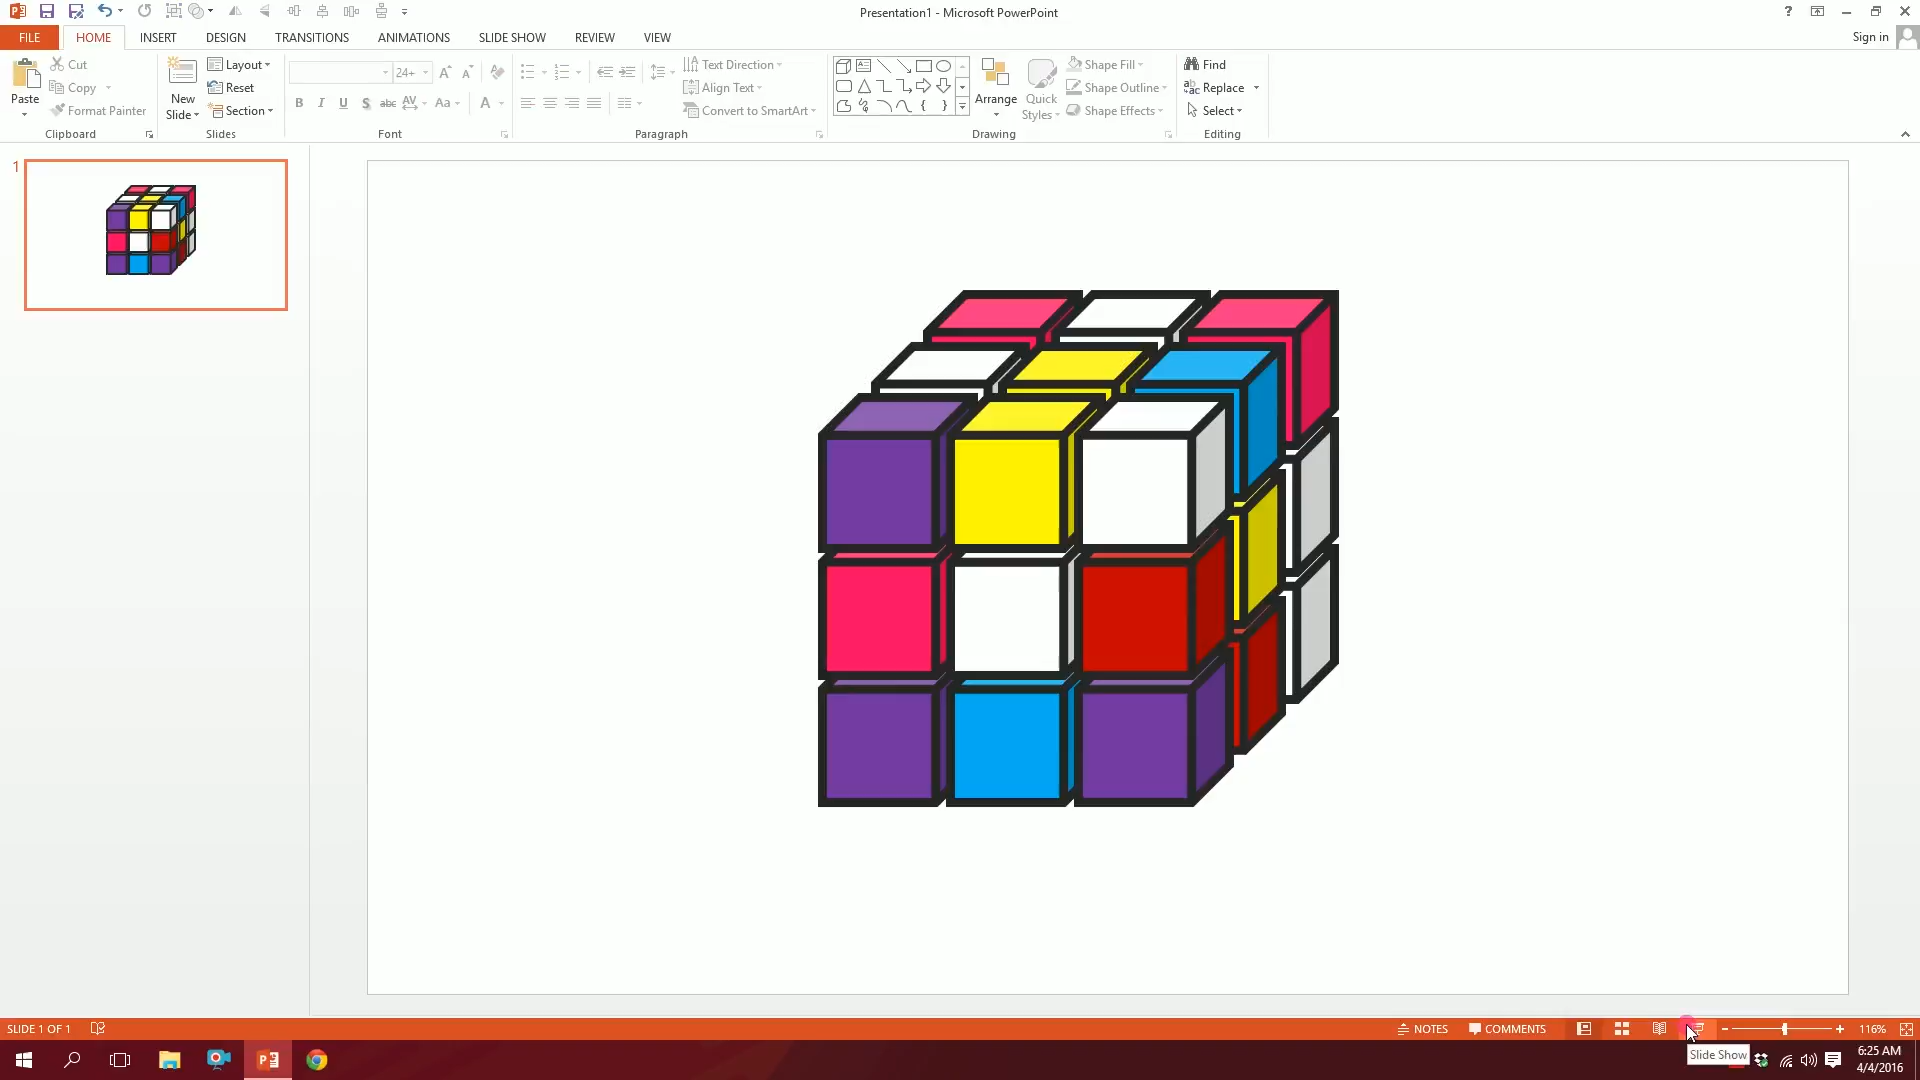 Presentation1 - Microsoft PowerPoint
?
FILE HOME INSERT DESIGN TRANSITIONS ANIMATIONS SLIDE SHOW REVIEW VIEW Sign in
Paste
Cut
Copy
Format Painter
Clipboard
New
Slide
Layout
Reset
Section
Slides
24+
A A
B I U S abc AV Aa A
Font
Text Direction
Align Text
Convert to SmartArt
Paragraph
Arrange
Quick
Styles
Shape Fill
Shape Outline
Shape Effects
Drawing
Find
Replace
Select
Editing
1
SLIDE 1 OF 1
NOTES COMMENTS 116%
Slide Show
6:25 AM
4/4/2016